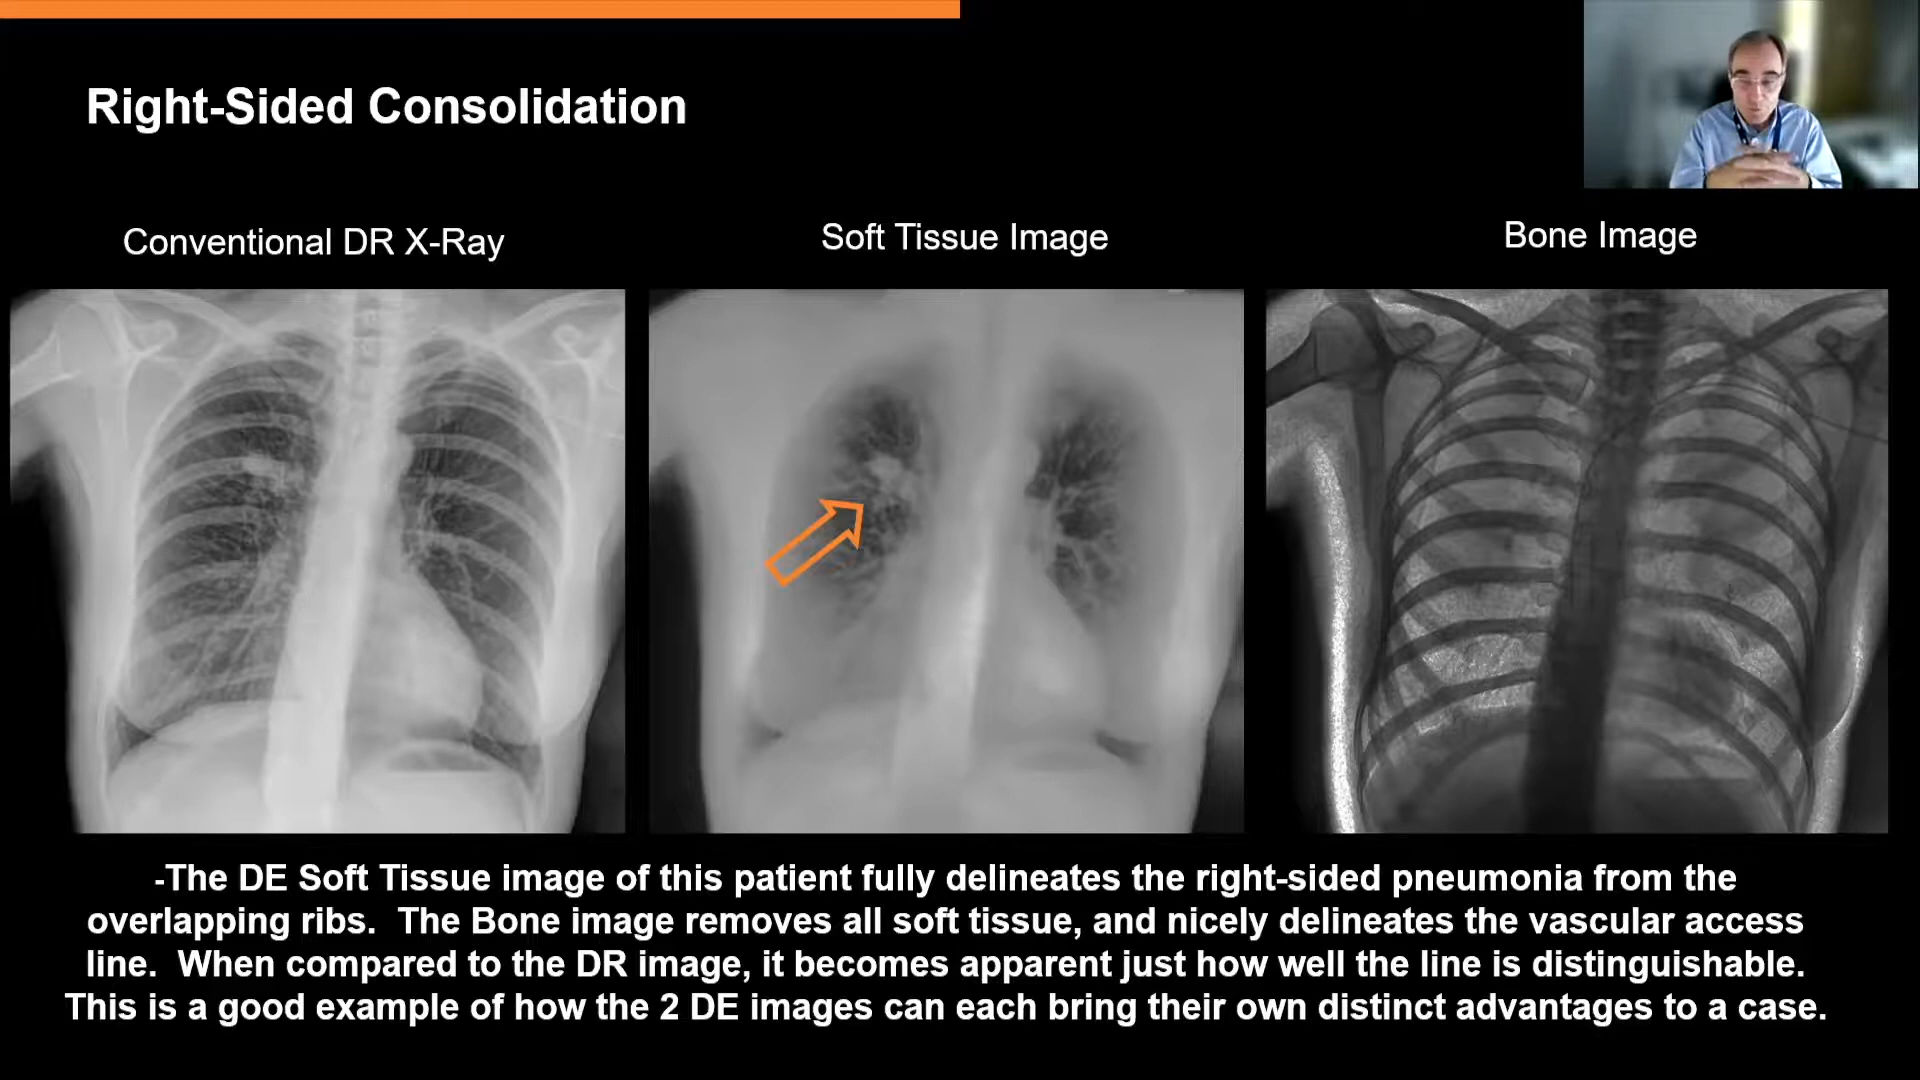 Right-Sided Consolidation
Conventional DR X-Ray
Soft Tissue Image
Bone Image
-The DE Soft Tissue image of this patient fully delineates the right-sided pneumonia from the
overlapping ribs.  The Bone image removes all soft tissue, and nicely delineates the vascular access
line.  When compared to the DR image, it becomes apparent just how well the line is distinguishable.
This is a good example of how the 2 DE images can each bring their own distinct advantages to a case.